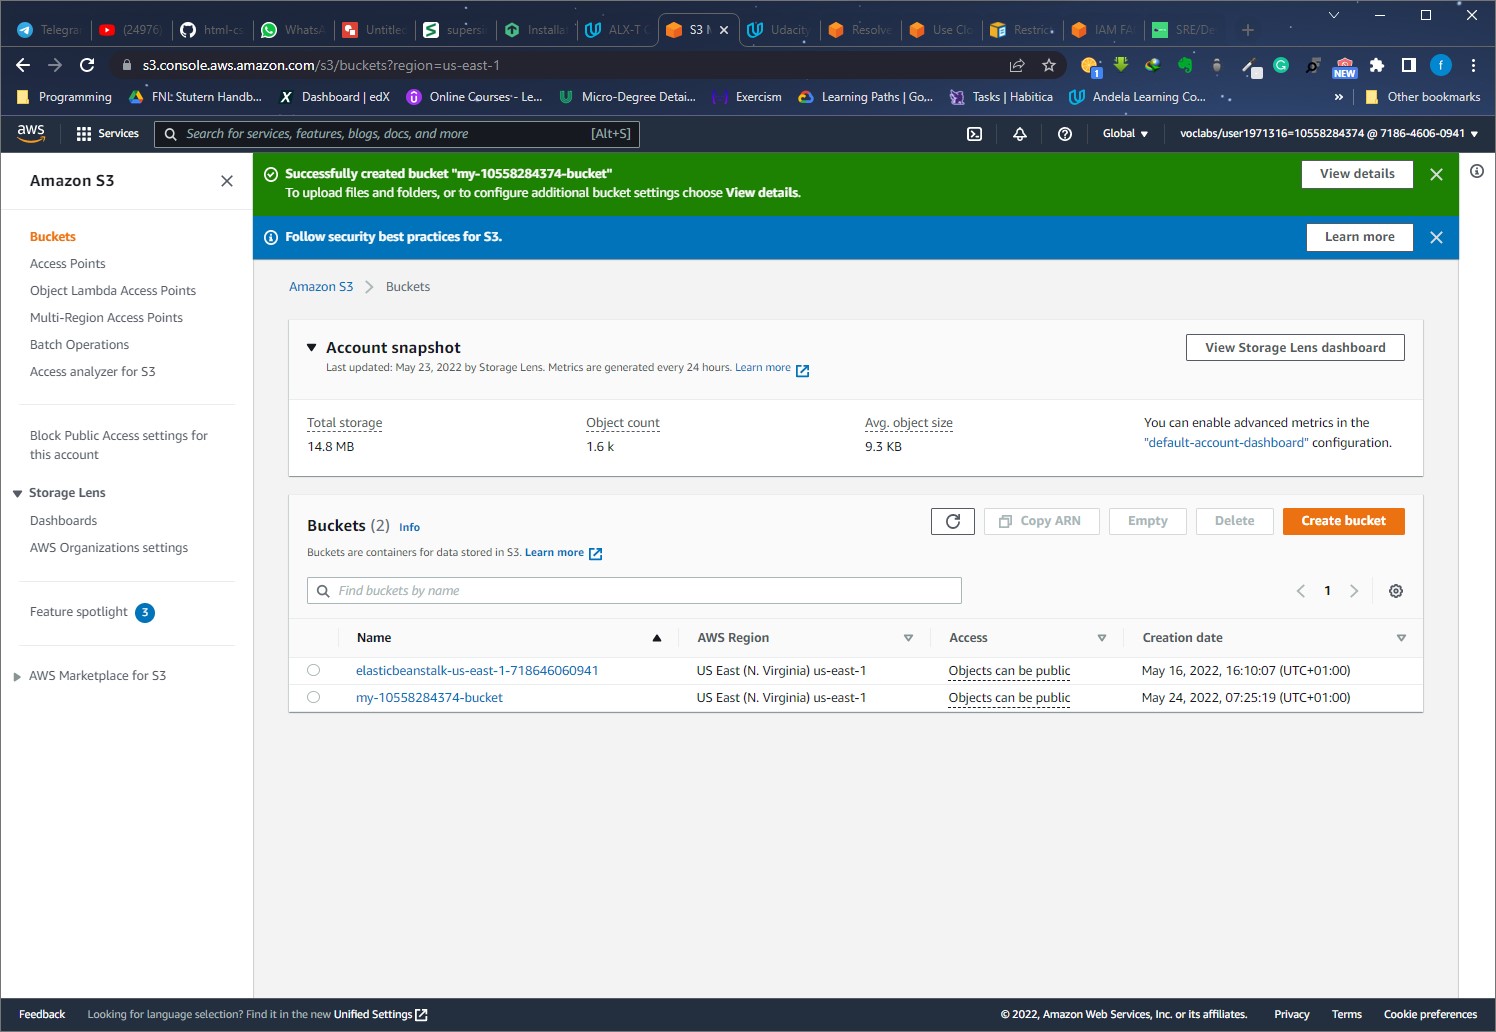 Telegra
(24976)
html-cs
WhatsA
Untitled
supers
Installa
ALX-T C
S3 M
Udacity
Resolve
Use Clo
Restric
IAM FA
SRE/De
s3.console.aws.amazon.com/s3/buckets?region=us-east-1
1
NEW
f
Programming
FNL: Stutern Handb...
Dashboard | edX
Online Courses - Le...
Micro-Degree Detai...
Exercism
Learning Paths | Go...
Tasks | Habitica
Andela Learning Co...
»
Other bookmarks
aws
Services
Search for services, features, blogs, docs, and more
[Alt+S]
Global
voclabs/user1971316=10558284374 @ 7186-4606-0941
Amazon S3
Buckets
Access Points
Object Lambda Access Points
Multi-Region Access Points
Batch Operations
Access analyzer for S3
Block Public Access settings for
this account
Storage Lens
Dashboards
AWS Organizations settings
Feature spotlight 3
AWS Marketplace for S3
Successfully created bucket "my-10558284374-bucket"
To upload files and folders, or to configure additional bucket settings choose View details.
View details
Follow security best practices for S3.
Learn more
Amazon S3 > Buckets
Account snapshot
Last updated: May 23, 2022 by Storage Lens. Metrics are generated every 24 hours. Learn more
View Storage Lens dashboard
Total storage
14.8 MB
Object count
1.6 k
Avg. object size
9.3 KB
You can enable advanced metrics in the
"default-account-dashboard" configuration.
Buckets (2) Info
Buckets are containers for data stored in S3. Learn more
Copy ARN
Empty
Delete
Create bucket
Find buckets by name
1
Name AWS Region Access Creation date
elasticbeanstalk-us-east-1-718646060941 US East (N. Virginia) us-east-1 Objects can be public May 16, 2022, 16:10:07 (UTC+01:00)
my-10558284374-bucket US East (N. Virginia) us-east-1 Objects can be public May 24, 2022, 07:25:19 (UTC+01:00)
Feedback
Looking for language selection? Find it in the new Unified Settings
© 2022, Amazon Web Services, Inc. or its affiliates.
Privacy
Terms
Cookie preferences